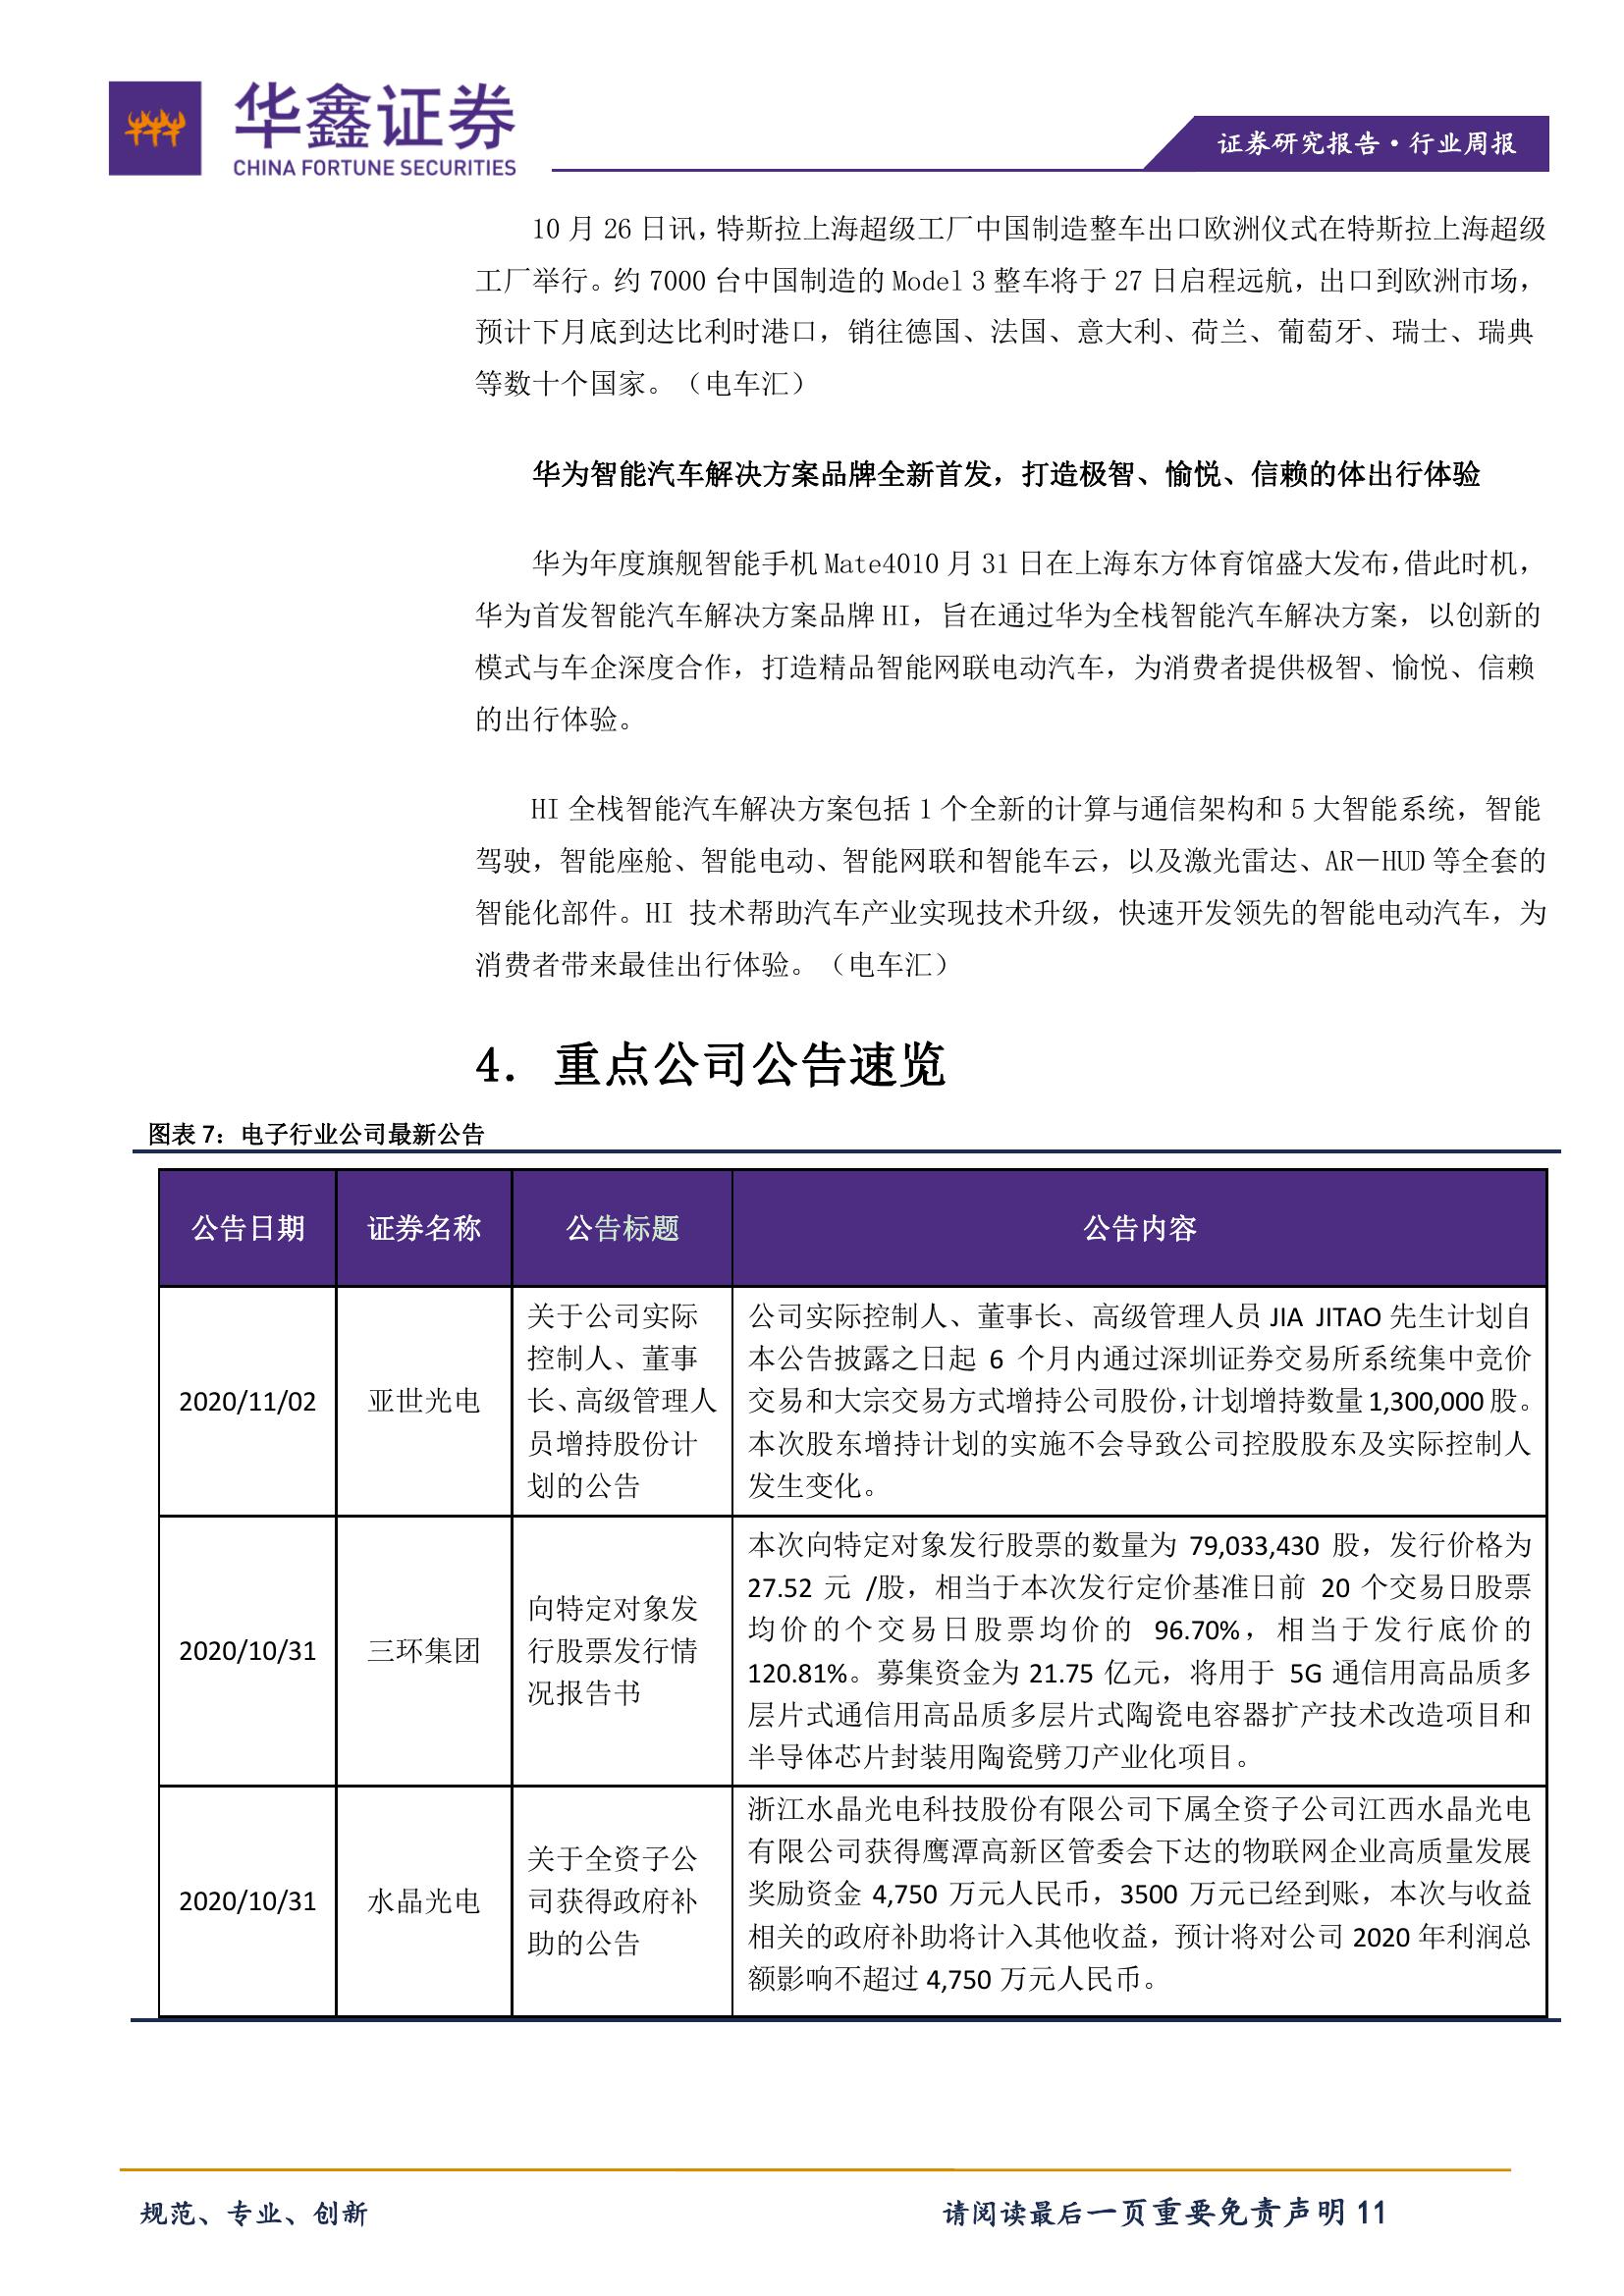 华鑫证券
CHINA FORTUNE SECURITIES
证券研究报告·行业周报
10 月 26 日讯，特斯拉上海超级工厂中国制造整车出口欧洲仪式在特斯拉上海超级
工厂举行。约 7000 台中国制造的 Model 3 整车将于 27 日启程远航，出口到欧洲市场，
预计下月底到达比利时港口，销往德国、法国、意大利、荷兰、葡萄牙、瑞士、瑞典
等数十个国家。（电车汇）
华为智能汽车解决方案品牌全新首发，打造极智、愉悦、信赖的体出行体验
华为年度旗舰智能手机 Mate4010 月 31 日在上海东方体育馆盛大发布，借此时机，
华为首发智能汽车解决方案品牌 HI，旨在通过华为全栈智能汽车解决方案，以创新的
模式与车企深度合作，打造精品智能网联电动汽车，为消费者提供极智、愉悦、信赖
的出行体验。
HI 全栈智能汽车解决方案包括 1 个全新的计算与通信架构和 5 大智能系统，智能
驾驶，智能座舱、智能电动、智能网联和智能车云，以及激光雷达、AR－HUD 等全套的
智能化部件。HI 技术帮助汽车产业实现技术升级，快速开发领先的智能电动汽车，为
消费者带来最佳出行体验。（电车汇）
4. 重点公司公告速览
图表 7：电子行业公司最新公告
公告日期 证券名称 公告标题 公告内容
2020/11/02
亚世光电
关于公司实际
控制人、董事
长、高级管理人
员增持股份计
划的公告
公司实际控制人、董事长、高级管理人员 JIA JITAO 先生计划自
本公告披露之日起 6 个月内通过深圳证券交易所系统集中竞价
交易和大宗交易方式增持公司股份，计划增持数量 1,300,000 股。
本次股东增持计划的实施不会导致公司控股股东及实际控制人
发生变化。
2020/10/31
三环集团
向特定对象发
行股票发行情
况报告书
本次向特定对象发行股票的数量为 79,033,430 股，发行价格为
27.52 元 /股，相当于本次发行定价基准日前 20 个交易日股票
均价的个交易日股票均价的 96.70%，相当于发行底价的
120.81%。募集资金为 21.75 亿元，将用于 5G 通信用高品质多
层片式通信用高品质多层片式陶瓷电容器扩产技术改造项目和
半导体芯片封装用陶瓷劈刀产业化项目。
2020/10/31
水晶光电
关于全资子公
司获得政府补
助的公告
浙江水晶光电科技股份有限公司下属全资子公司江西水晶光电
有限公司获得鹰潭高新区管委会下达的物联网企业高质量发展
奖励资金 4,750 万元人民币，3500 万元已经到账，本次与收益
相关的政府补助将计入其他收益，预计将对公司 2020 年利润总
额影响不超过 4,750 万元人民币。
规范、专业、创新
请阅读最后一页重要免责声明 11